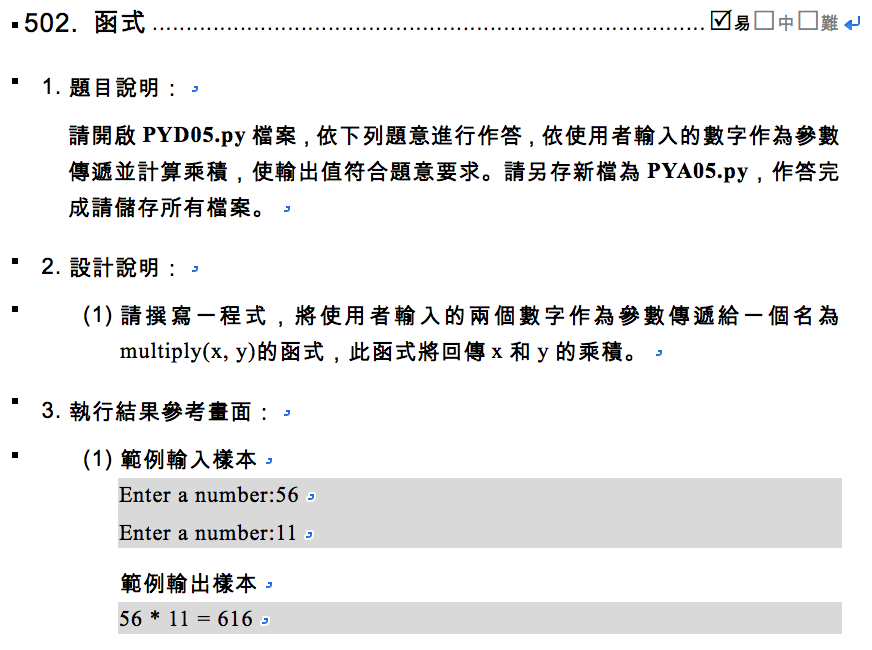 502. 函式 ................................................................................. ☑易☐中☐難
1. 題目說明：
請開啟 PYD05.py 檔案，依下列題意進行作答，依使用者輸入的數字作為參數
傳遞並計算乘積，使輸出值符合題意要求。請另存新檔為 PYA05.py，作答完
成請儲存所有檔案。
2. 設計說明：
(1) 請撰寫一程式，將使用者輸入的兩個數字作為參數傳遞給一個名為
multiply(x, y)的函式，此函式將回傳 x 和 y 的乘積。
3. 執行結果參考畫面：
(1) 範例輸入樣本
Enter a number:56
Enter a number:11
範例輸出樣本
56 * 11 = 616